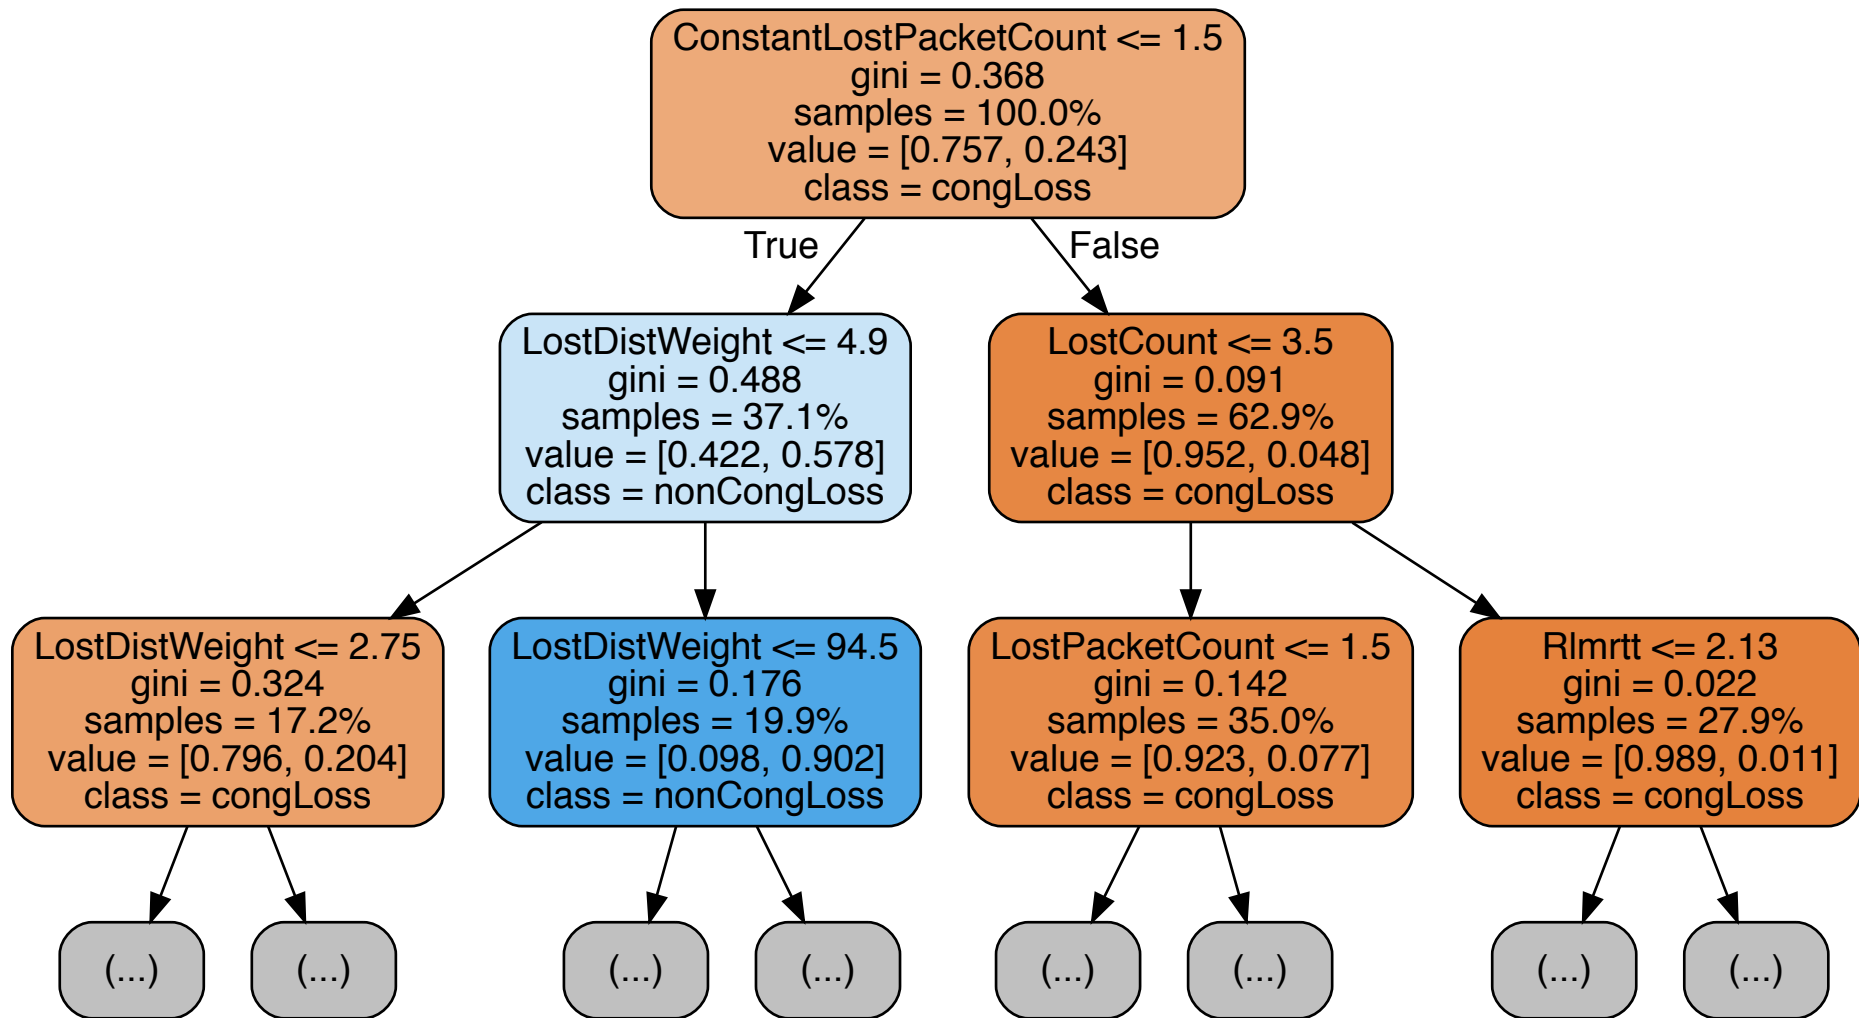 ConstantLostPacketCount <= 1.5
gini = 0.368
samples = 100.0%
value = [0.757, 0.243]
class = congLoss
True
False
LostDistWeight <= 4.9
gini = 0.488
samples = 37.1%
value = [0.422, 0.578]
class = nonCongLoss
LostCount <= 3.5
gini = 0.091
samples = 62.9%
value = [0.952, 0.048]
class = congLoss
LostDistWeight <= 2.75
gini = 0.324
samples = 17.2%
value = [0.796, 0.204]
class = congLoss
LostDistWeight <= 94.5
gini = 0.176
samples = 19.9%
value = [0.098, 0.902]
class = nonCongLoss
LostPacketCount <= 1.5
gini = 0.142
samples = 35.0%
value = [0.923, 0.077]
class = congLoss
Rlmrtt <= 2.13
gini = 0.022
samples = 27.9%
value = [0.989, 0.011]
class = congLoss
(...)
(...)
(...)
(...)
(...)
(...)
(...)
(...)